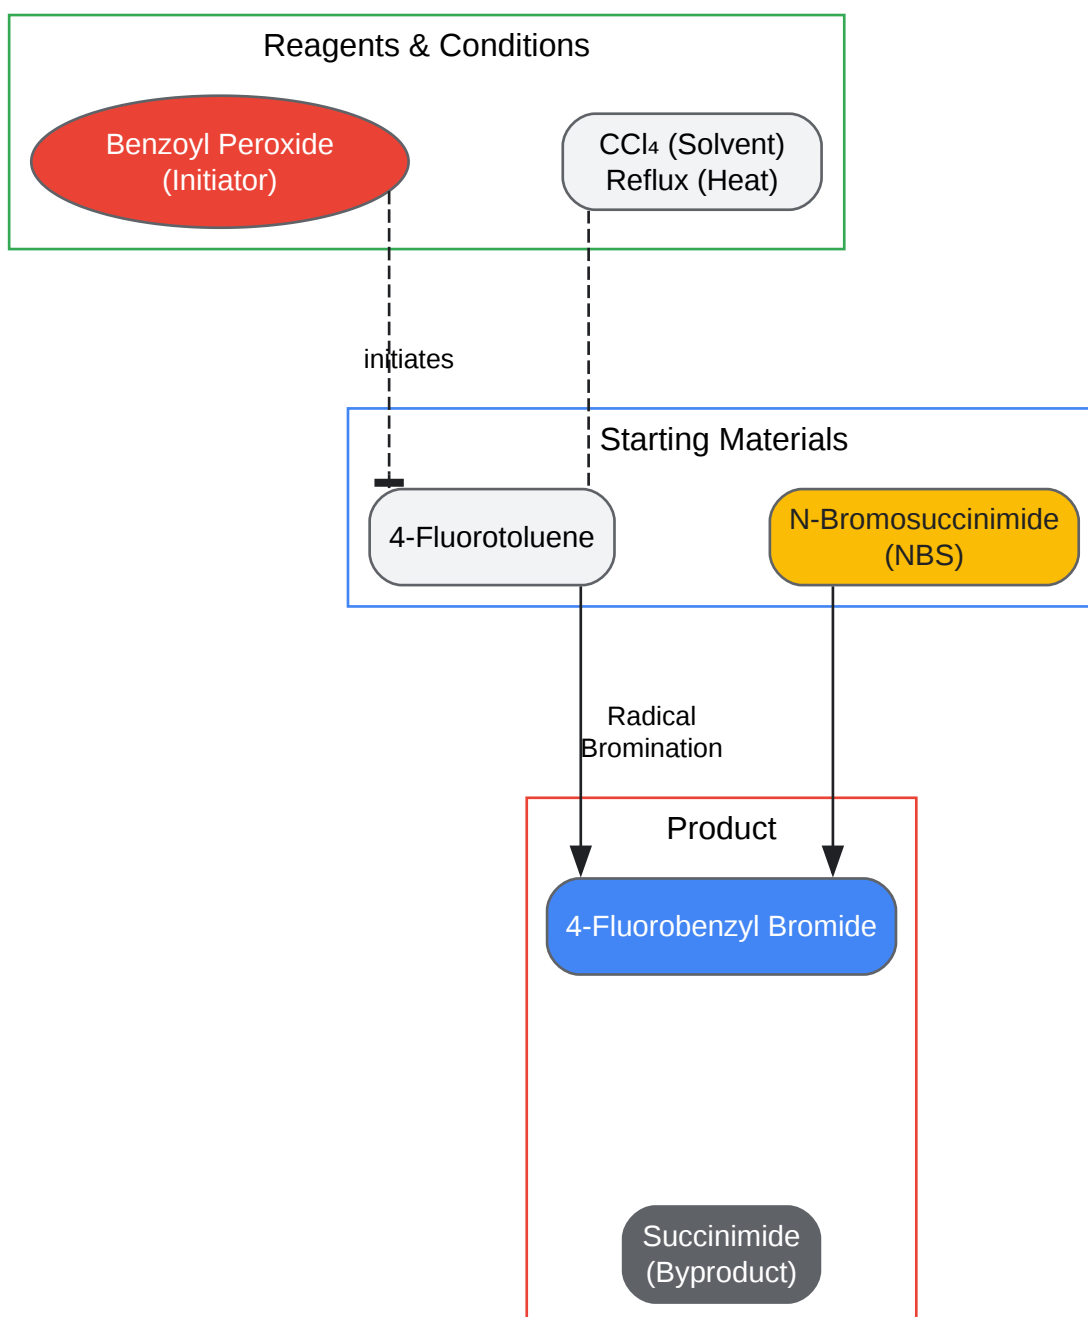 Reagents & Conditions
Benzoyl Peroxide
(Initiator)
CCl₄ (Solvent)
Reflux (Heat)
initiates
Starting Materials
4-Fluorotoluene
N-Bromosuccinimide
(NBS)
Radical
Bromination
Product
4-Fluorobenzyl Bromide
Succinimide
(Byproduct)